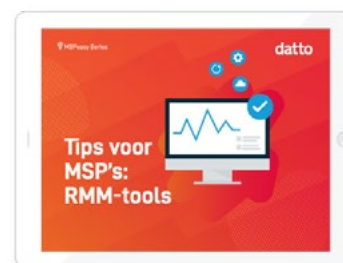 MSPeasy Series
datto
Tips voor
MSP's:
RMM-tools